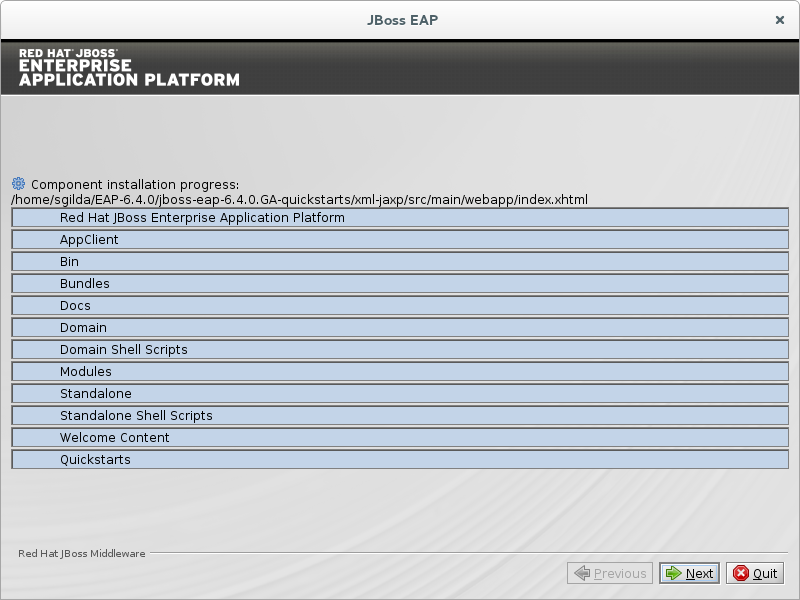 JBoss EAP
RED HAT JBOSS
ENTERPRISE
APPLICATION PLATFORM
Component installation progress:
/home/sgilda/EAP-6.4.0/jboss-eap-6.4.0.GA-quickstarts/xml-jaxp/src/main/webapp/index.xhtml
Red Hat JBoss Enterprise Application Platform
AppClient
Bin
Bundles
Docs
Domain
Domain Shell Scripts
Modules
Standalone
Standalone Shell Scripts
Welcome Content
Quickstarts
Red Hat JBoss Middleware
Previous
Next
Quit